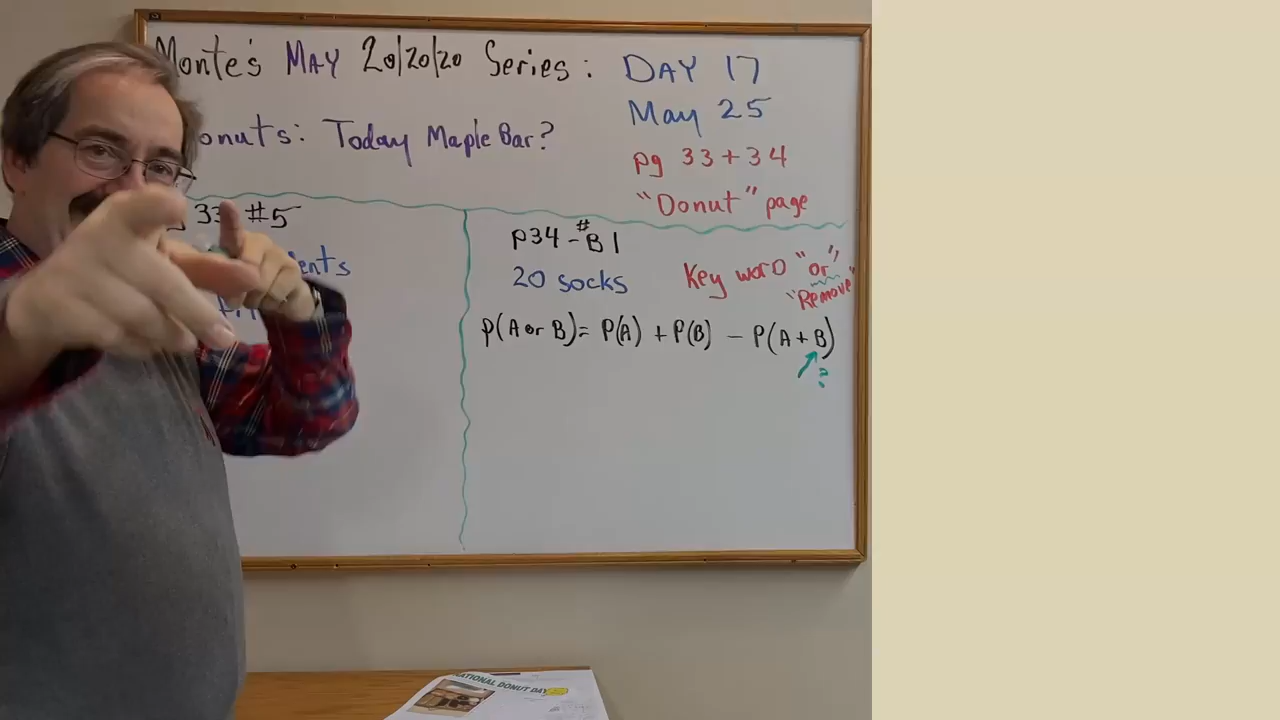 Monte's MAY 20/20/20 Series: DAY 17
May 25
onuts: Today Maple Bar?
pg 33+34
"Donut" page
33 #5
ents
p34 - #B1
20 socks
Key word "or"
"Remove"
P(A or B) = P(A) + P(B) - P(A + B)
?
NATIONAL DONUT DAY